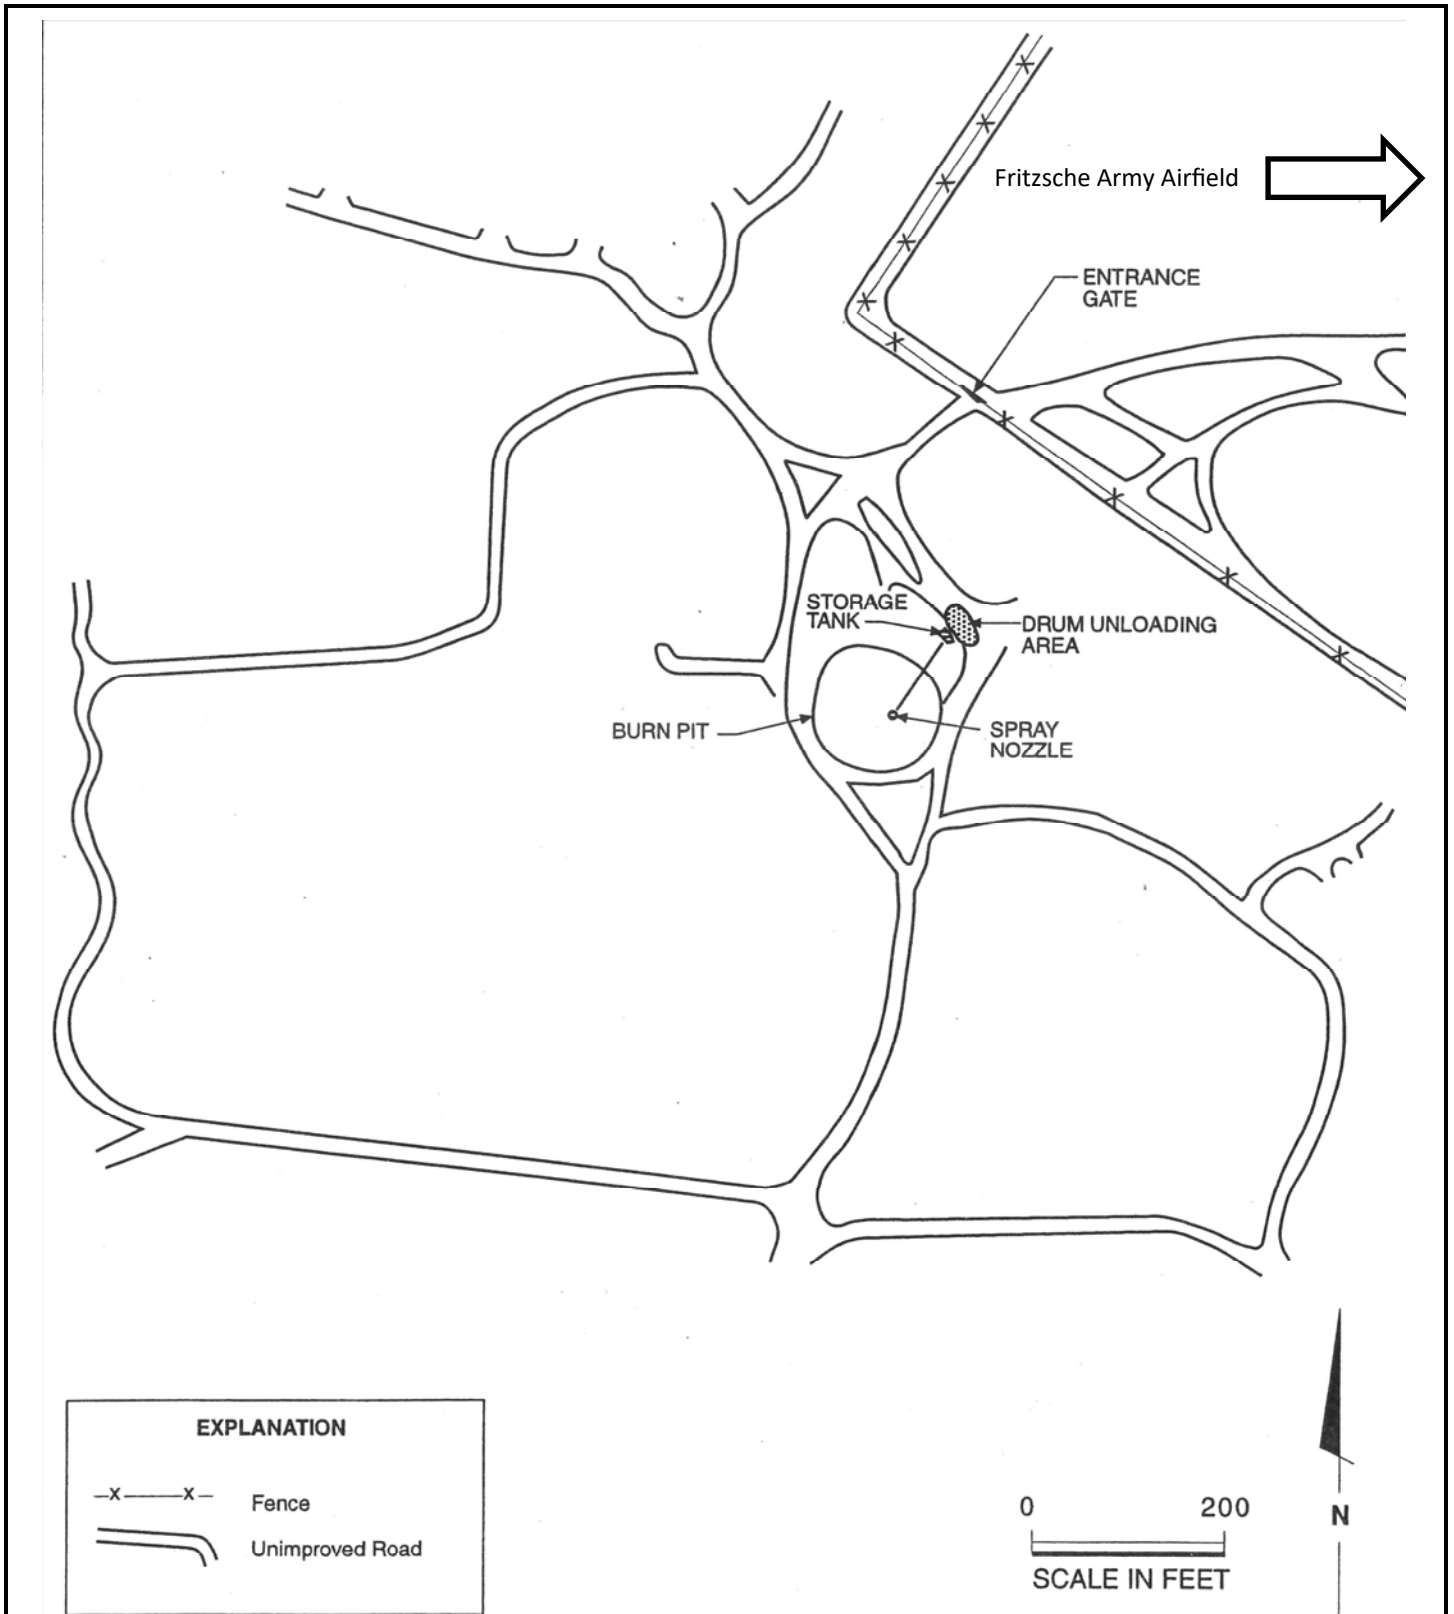 Fritzsche Army Airfield
ENTRANCE
GATE
STORAGE
TANK
DRUM UNLOADING
AREA
BURN PIT
SPRAY
NOZZLE
EXPLANATION
x x
Fence
Unimproved Road
0 200
SCALE IN FEET
N